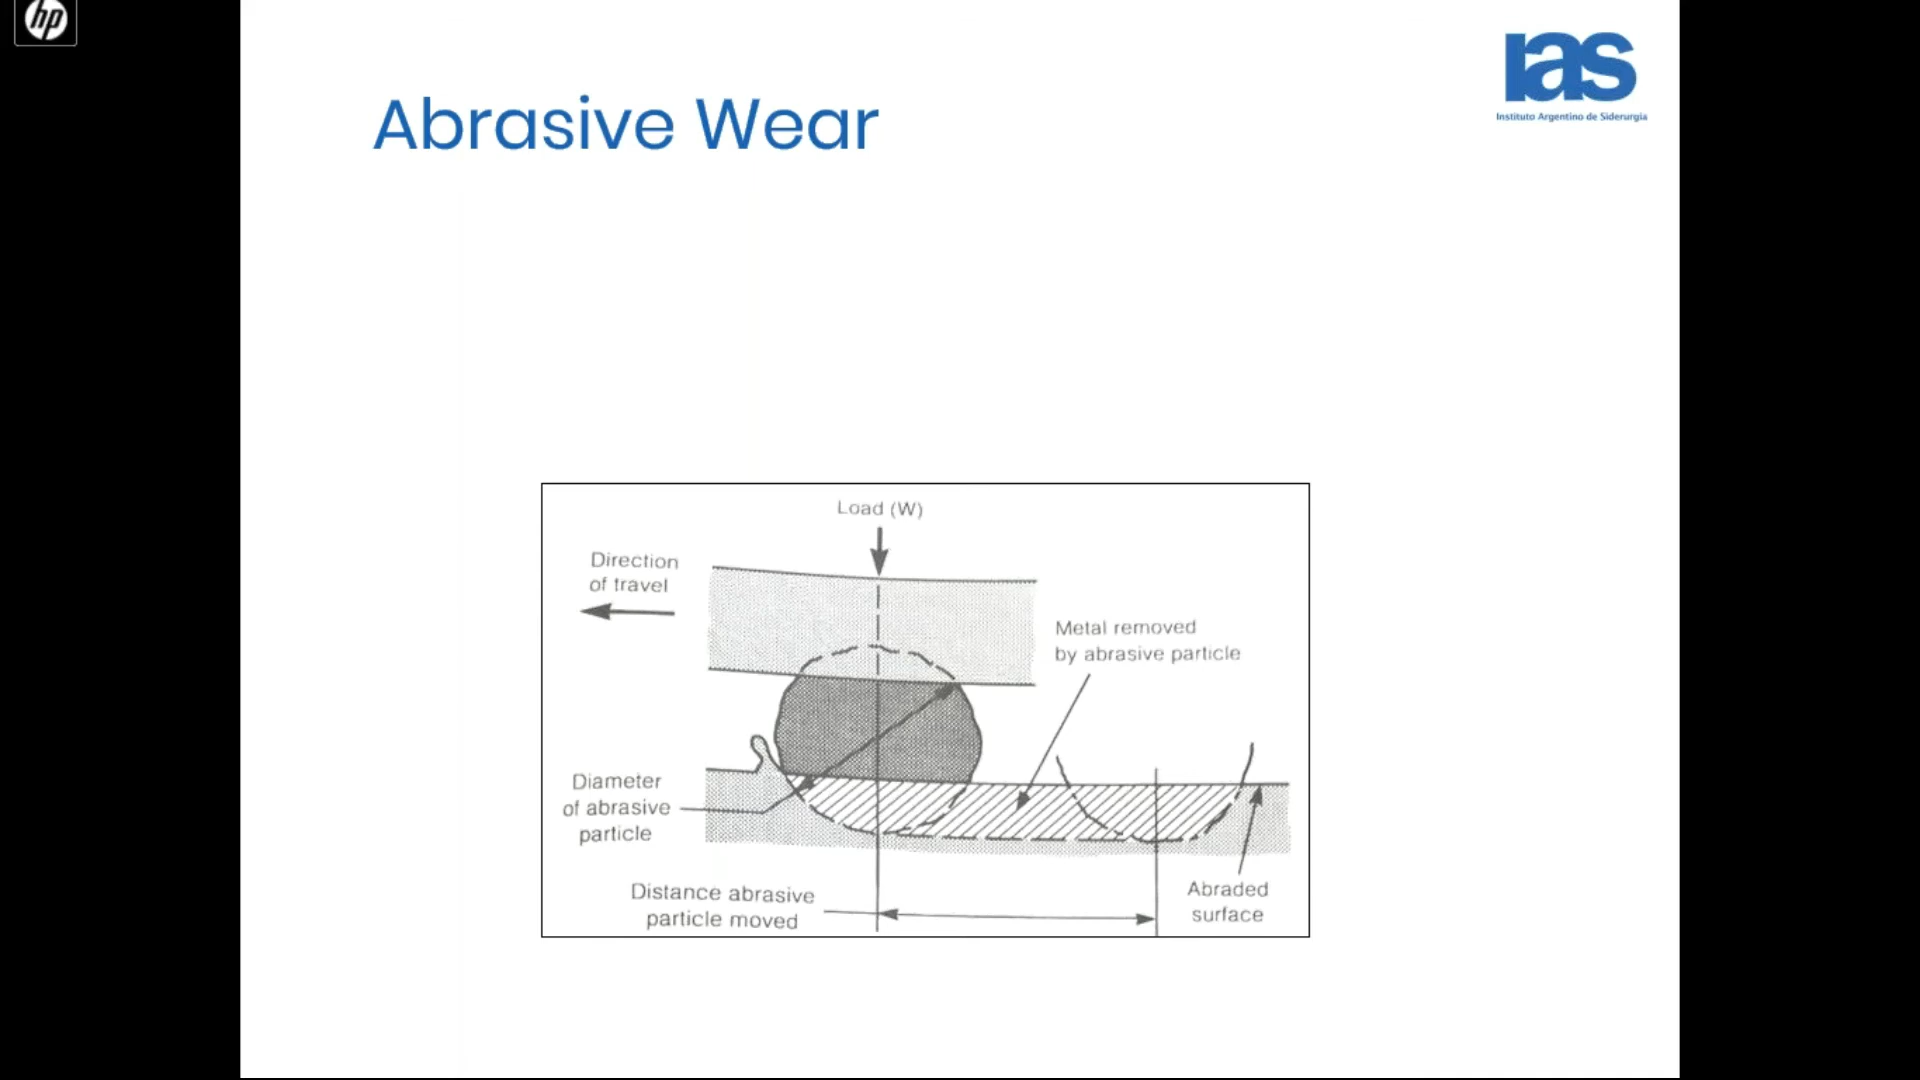 hp
ias
Instituto Argentino de Siderurgia
Abrasive Wear
Load (W)
Direction
of travel
Metal removed
by abrasive particle
Diameter
of abrasive
particle
Distance abrasive
particle moved
Abraded
surface